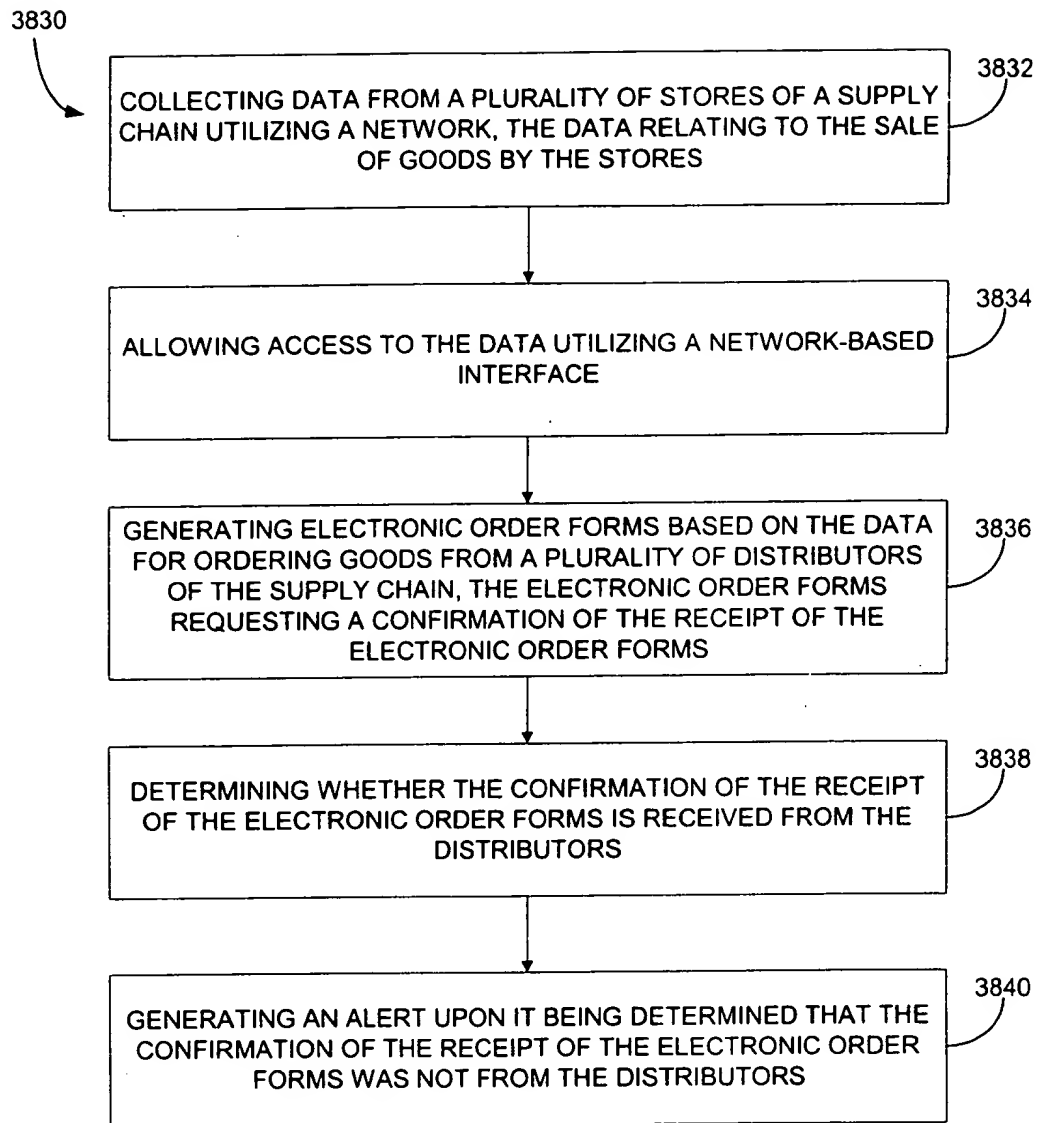 3830
3832
COLLECTING DATA FROM A PLURALITY OF STORES OF A SUPPLY
CHAIN UTILIZING A NETWORK, THE DATA RELATING TO THE SALE
OF GOODS BY THE STORES
3834
ALLOWING ACCESS TO THE DATA UTILIZING A NETWORK-BASED
INTERFACE
3836
GENERATING ELECTRONIC ORDER FORMS BASED ON THE DATA
FOR ORDERING GOODS FROM A PLURALITY OF DISTRIBUTORS
OF THE SUPPLY CHAIN, THE ELECTRONIC ORDER FORMS
REQUESTING A CONFIRMATION OF THE RECEIPT OF THE
ELECTRONIC ORDER FORMS
3838
DETERMINING WHETHER THE CONFIRMATION OF THE RECEIPT
OF THE ELECTRONIC ORDER FORMS IS RECEIVED FROM THE
DISTRIBUTORS
3840
GENERATING AN ALERT UPON IT BEING DETERMINED THAT THE
CONFIRMATION OF THE RECEIPT OF THE ELECTRONIC ORDER
FORMS WAS NOT FROM THE DISTRIBUTORS